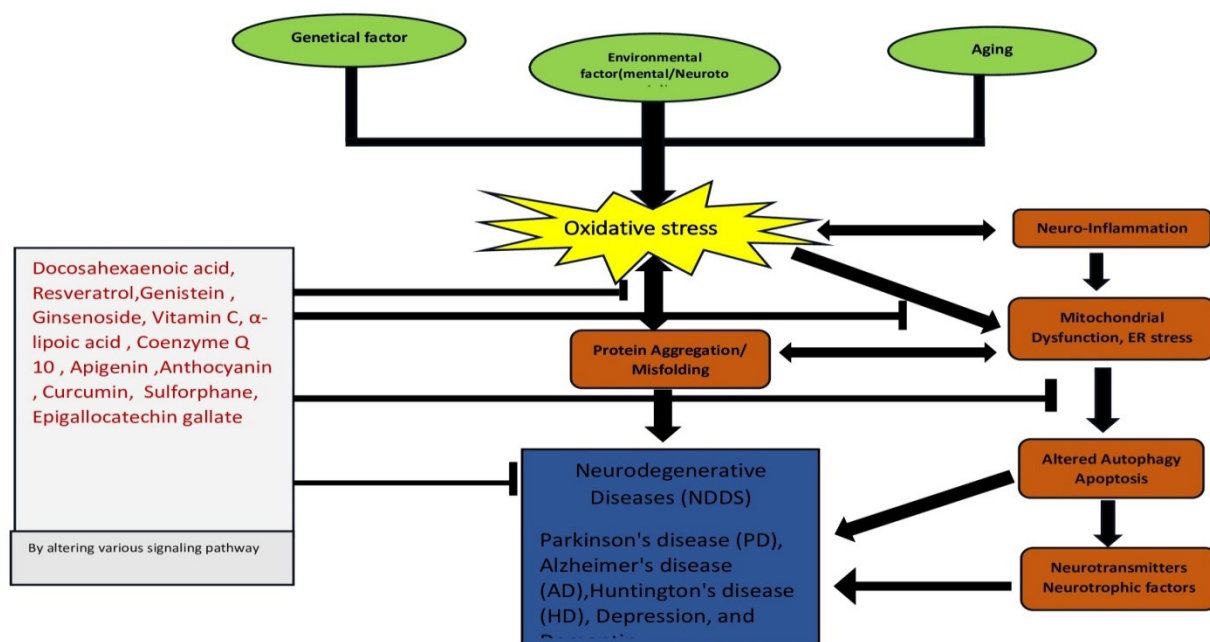 Genetical factor
Environmental
factor(mental/Neuroto
Aging
Oxidative stress
Neuro-Inflammation
Docosahexaenoic acid,
Resveratrol,Genistein ,
Ginsenoside, Vitamin C, α-
lipoic acid , Coenzyme Q
10 , Apigenin ,Anthocyanin
, Curcumin, Sulforphane,
Epigallocatechin gallate
By altering various signaling pathway
Mitochondrial
Dysfunction, ER stress
Protein Aggregation/
Misfolding
Neurodegenerative
Diseases (NDDS)
Parkinson's disease (PD),
Alzheimer's disease
(AD),Huntington's disease
(HD), Depression, and
Altered Autophagy
Apoptosis
Neurotransmitters
Neurotrophic factors